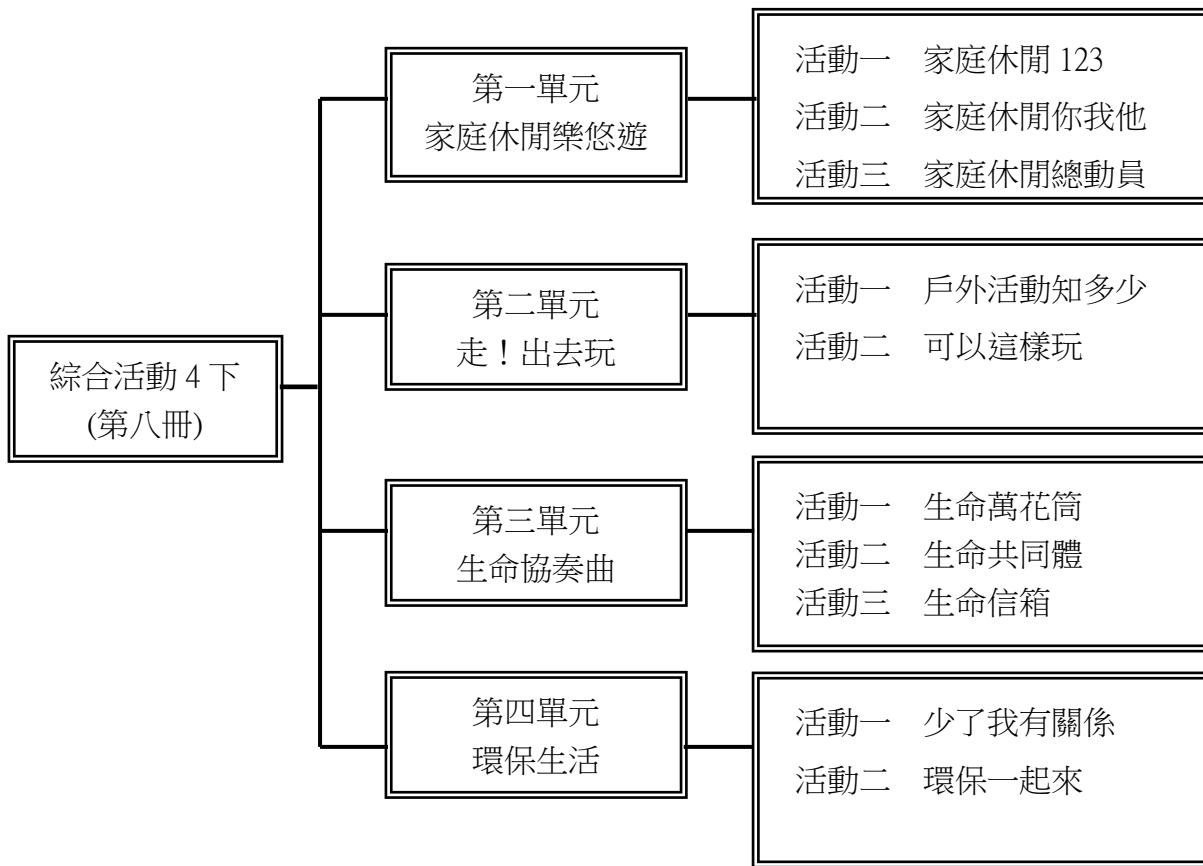 綜合活動 4 下
(第八冊)
第一單元
家庭休閒樂悠遊
活動一 家庭休閒 123
活動二 家庭休閒你我他
活動三 家庭休閒總動員
第二單元
走！出去玩
活動一 戶外活動知多少
活動二 可以這樣玩
第三單元
生命協奏曲
活動一 生命萬花筒
活動二 生命共同體
活動三 生命信箱
第四單元
環保生活
活動一 少了我有關係
活動二 環保一起來